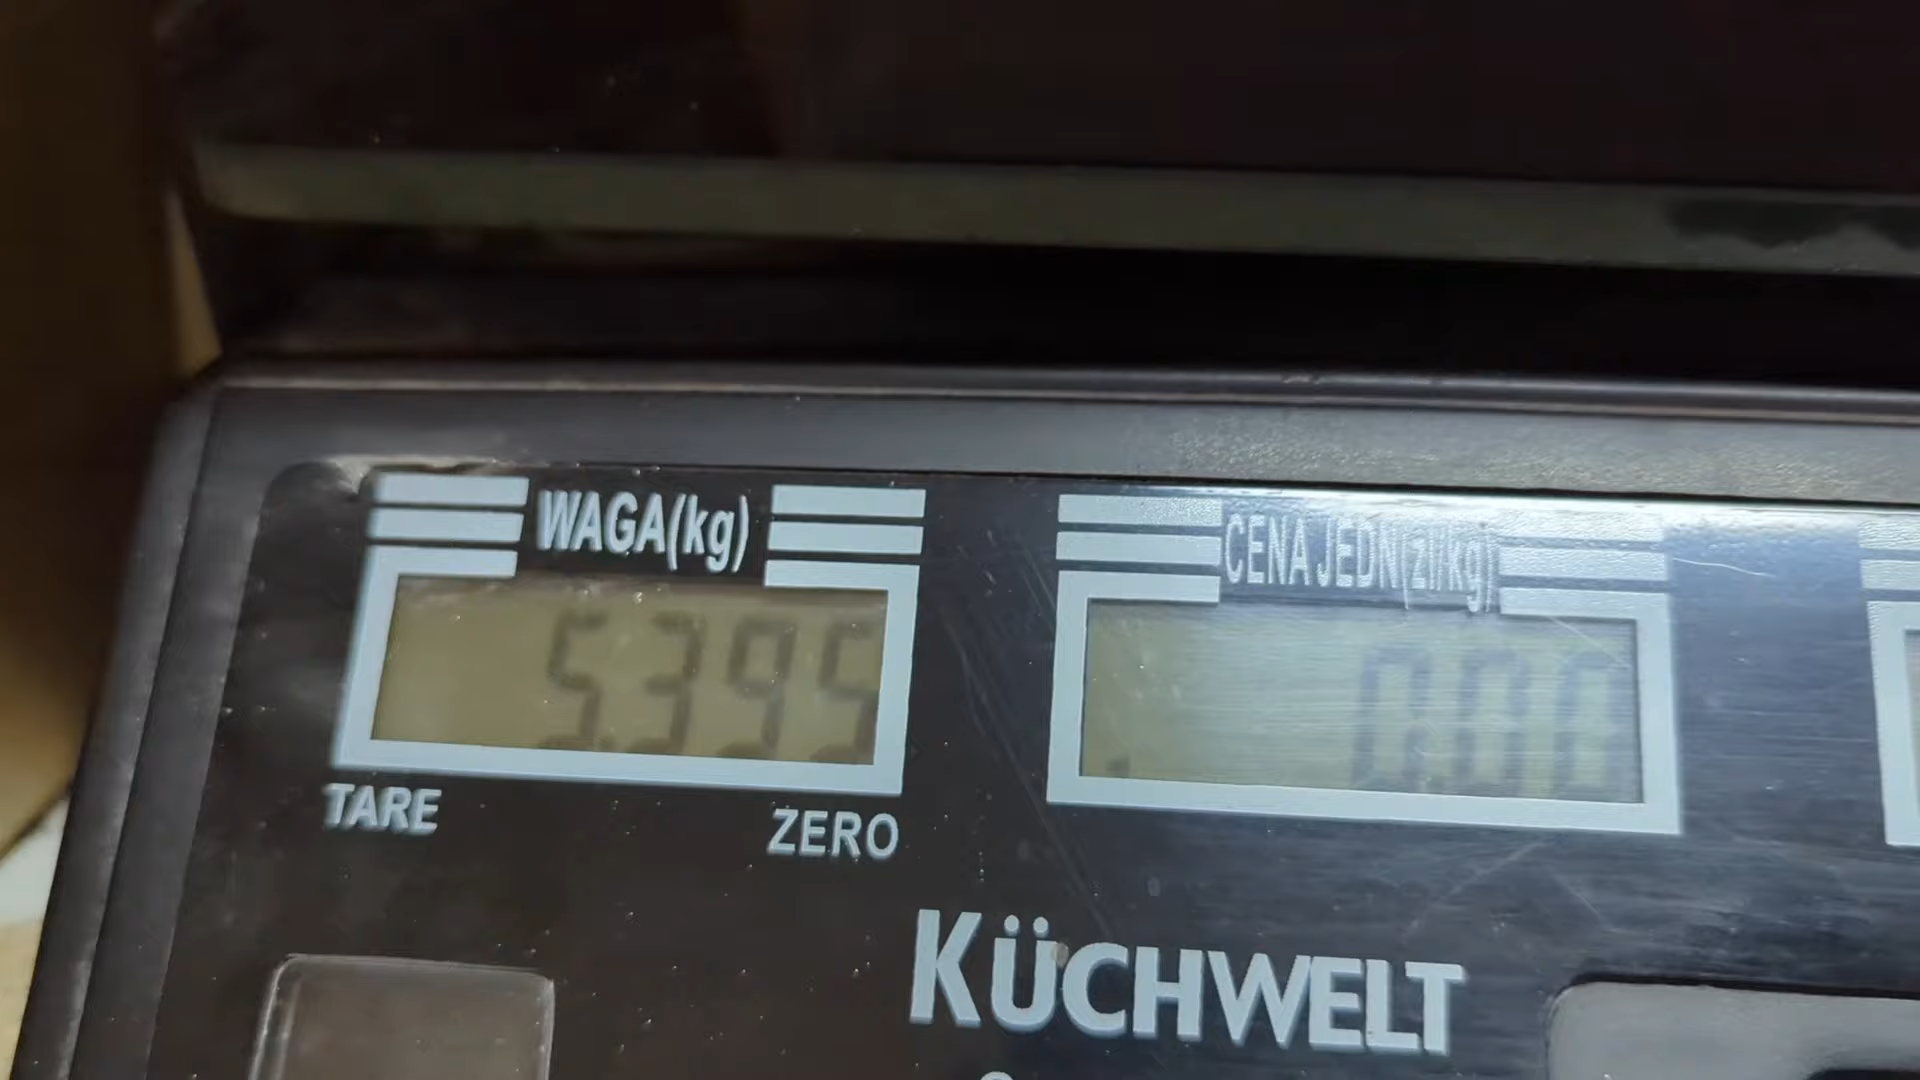 WAGA(kg)
CENA JEDN(zł/kg)
5.395
0.00
TARE
ZERO
KÜCHWELT